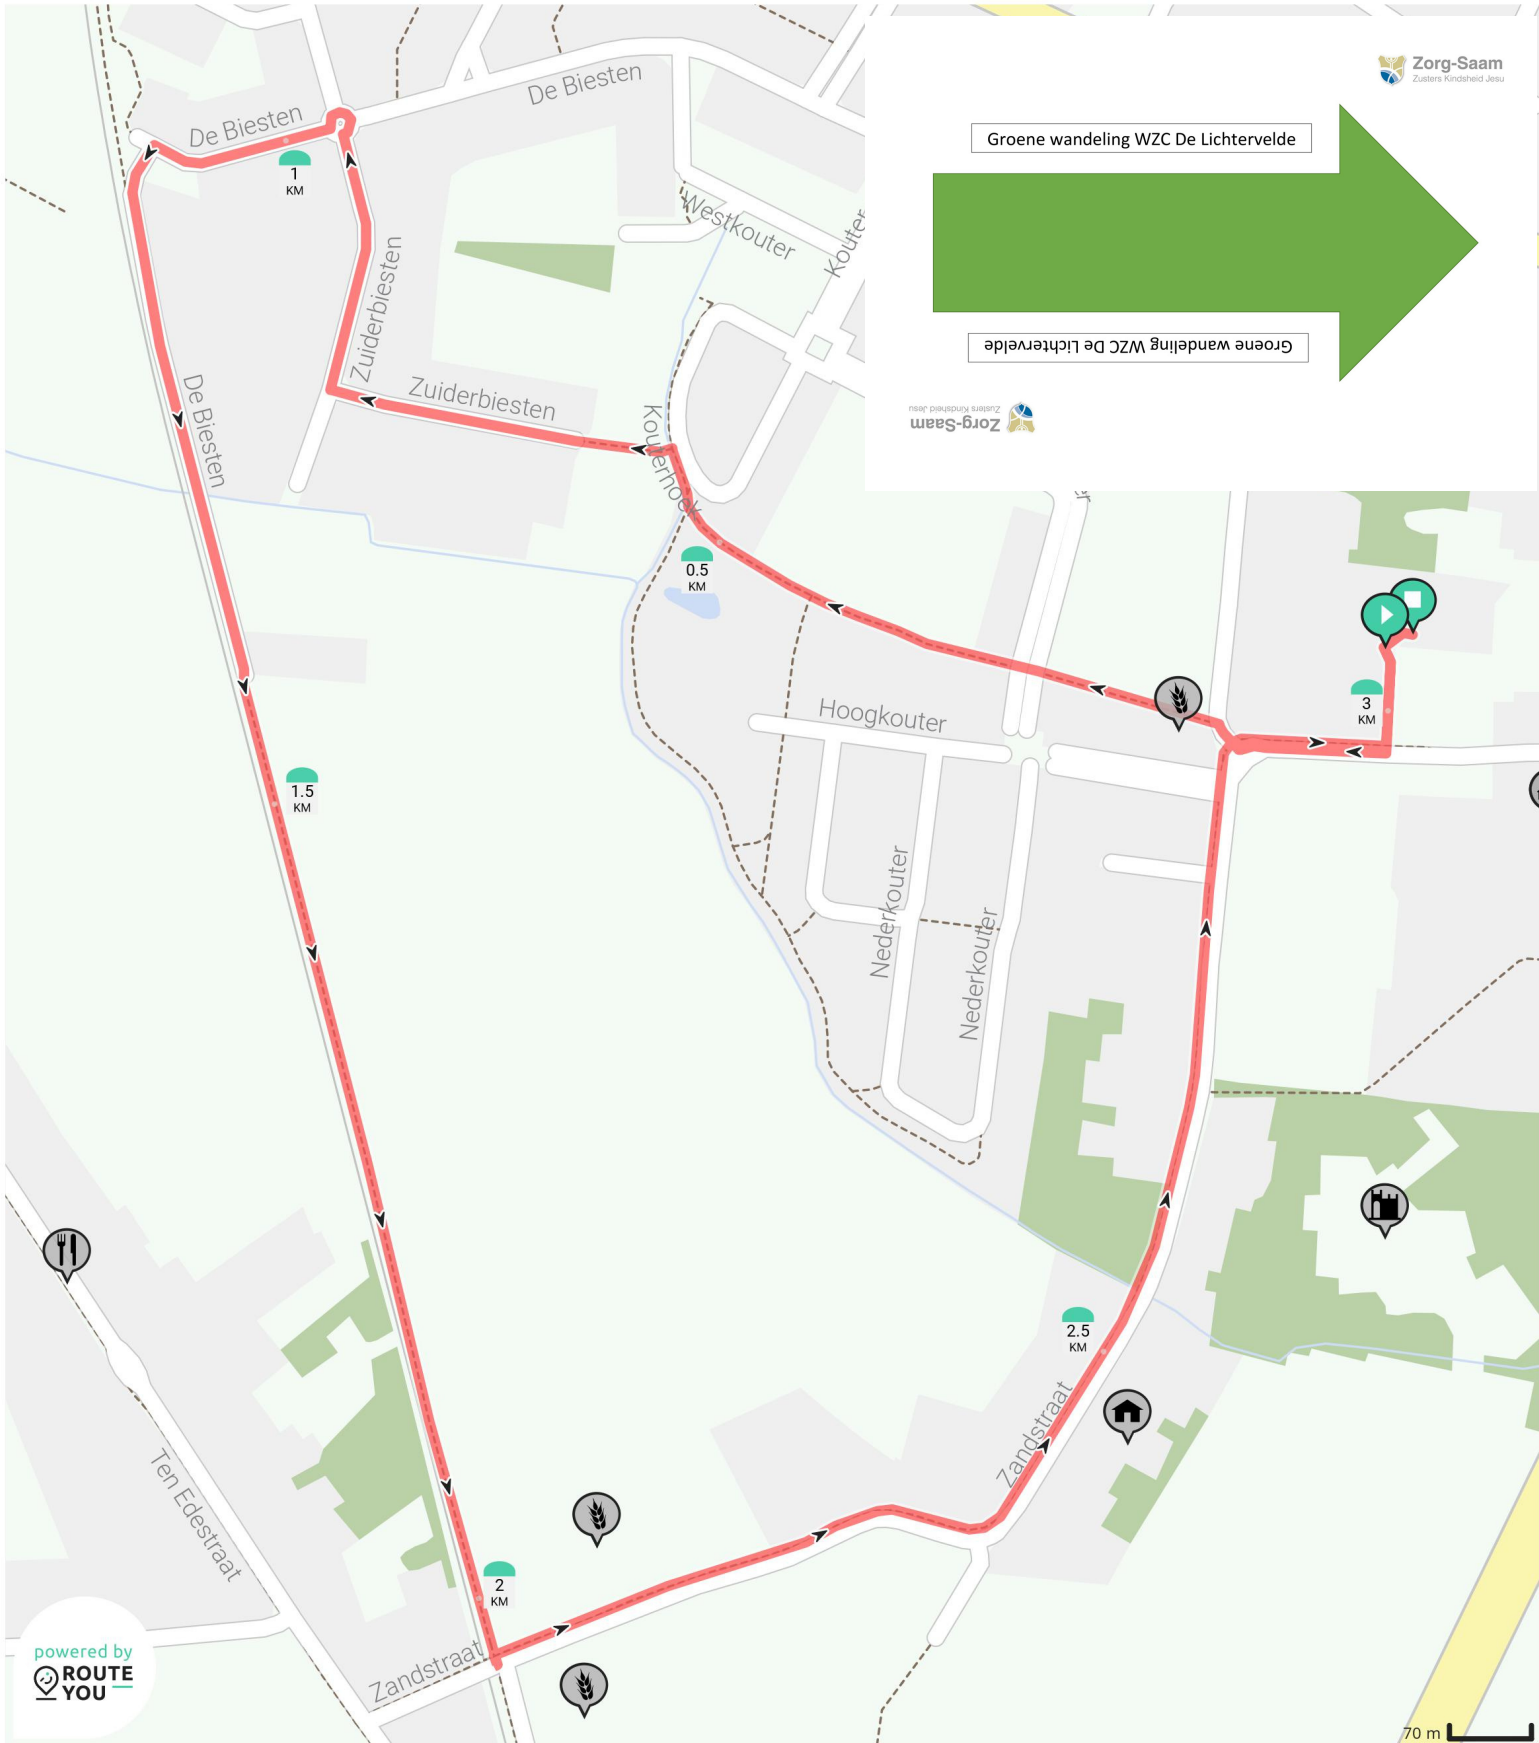 Zorg-Saam
Zusters Kindsheid Jesu
Groene wandeling WZC De Lichtervelde
Groene wandeling WZC De Lichtervelde
Zorg-Saam
Zusters Kindsheid Jesu
De Biesten
De Biesten
1
KM
Westkouter
Kouter
Zuiderbiesten
Zuiderbiesten
De Biesten
Kouterhoek
er
0.5
KM
3
KM
Hoogkouter
1.5
KM
Nederkouter
Nederkouter
2.5
KM
Zandstraat
Ten Edestraat
2
KM
Zandstraat
powered by
ROUTE
YOU
70 m